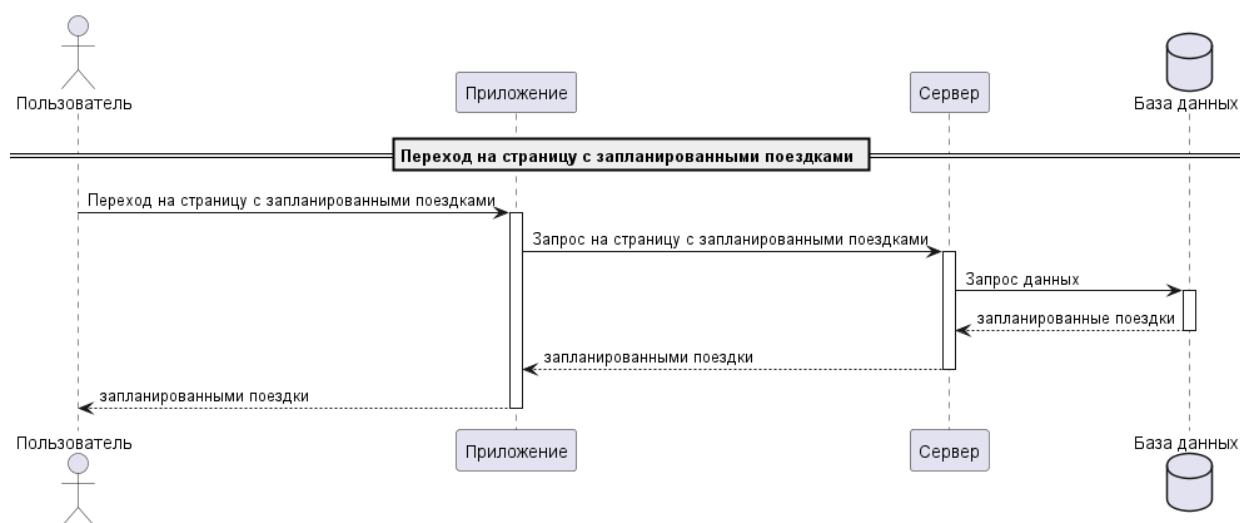 Пользователь
Приложение
Сервер
База данных
Переход на страницу с запланированными поездками
Переход на страницу с запланированными поездками
Запрос на страницу с запланированными поездками
Запрос данных
запланированные поездки
запланированными поездки
запланированными поездки
Пользователь
Приложение
Сервер
База данных